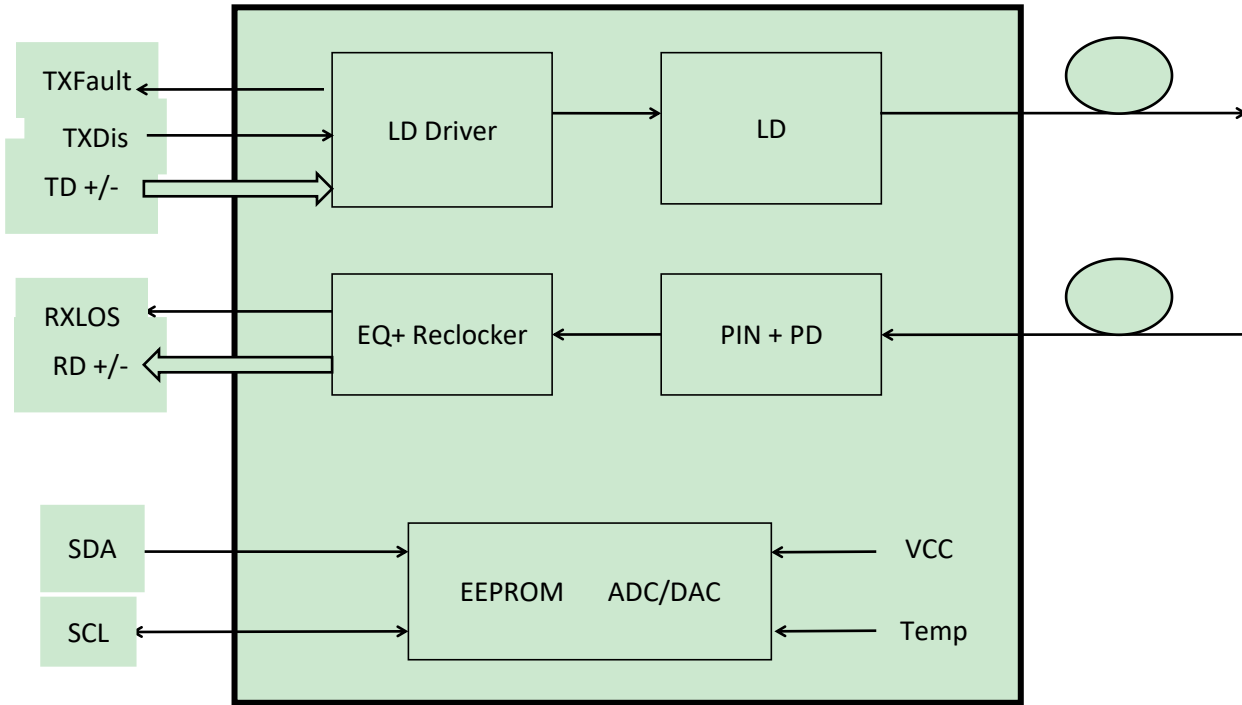 TXFault
TXDis
TD +/-
LD Driver
LD
RXLOS
RD +/-
EQ+ Reclocker
PIN + PD
SDA
SCL
EEPROM ADC/DAC
VCC
Temp